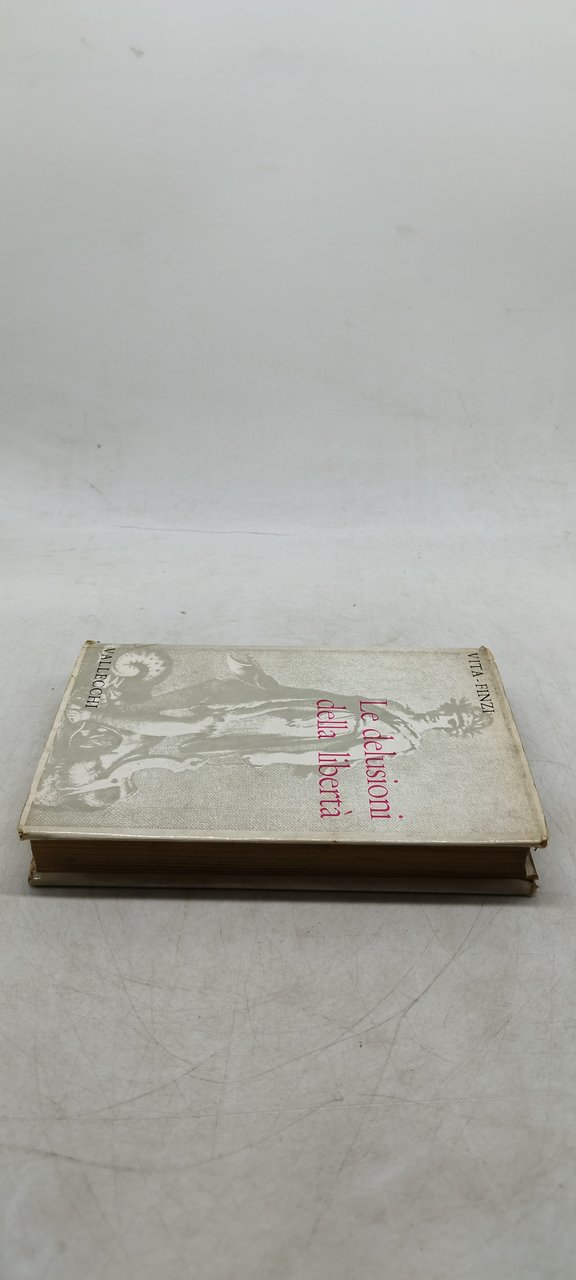 VITA-FINZI
Le delusioni
della libertà
VALLECCHI